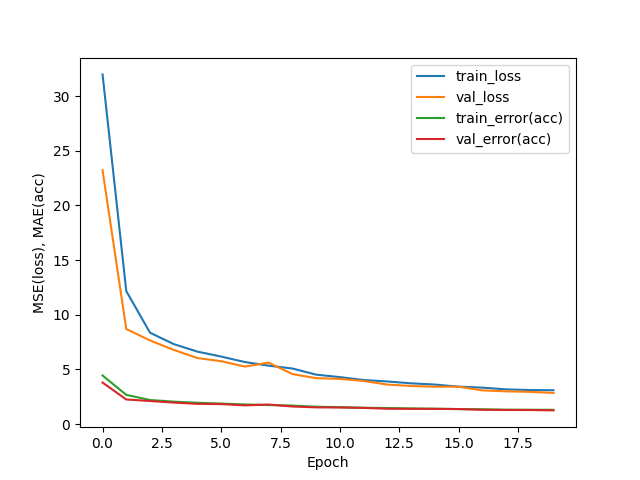 train_loss
val_loss
train_error(acc)
val_error(acc)
MSE(loss), MAE(acc)
30
25
20
15
10
5
0
0.0 2.5 5.0 7.5 10.0 12.5 15.0 17.5
Epoch